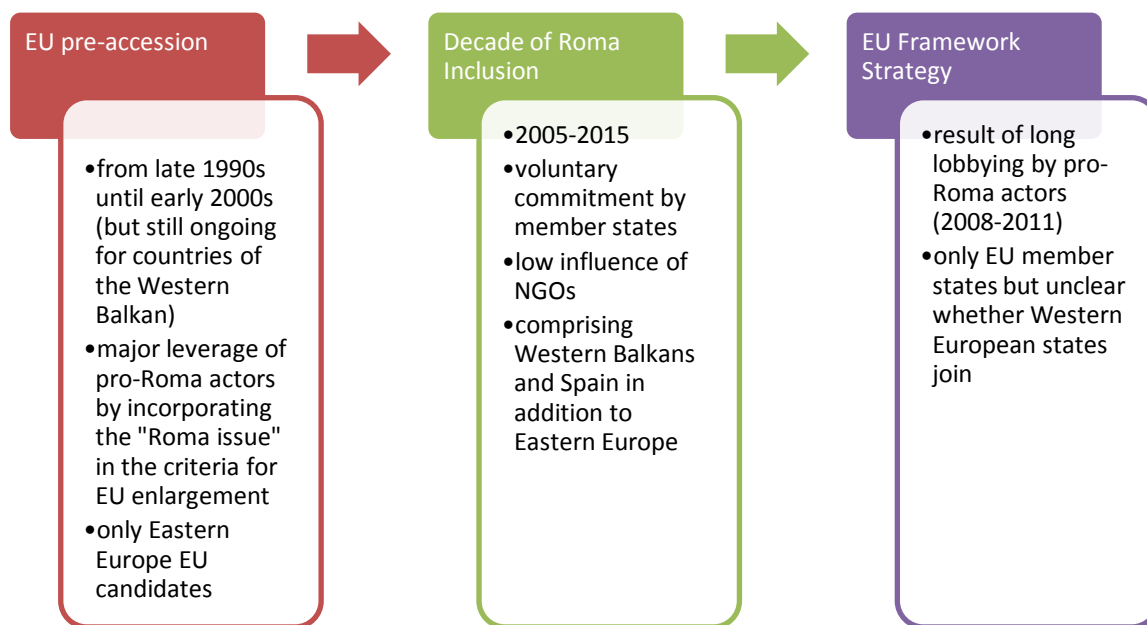 EU pre-accession
•from late 1990s
until early 2000s
(but still ongoing
for countries of
the Western
Balkan)
•major leverage of
pro-Roma actors
by incorporating
the "Roma issue"
in the criteria for
EU enlargement
•only Eastern
Europe EU
candidates
Decade of Roma
Inclusion
•2005-2015
•voluntary
commitment by
member states
•low influence of
NGOs
•comprising
Western Balkans
and Spain in
addition to
Eastern Europe
EU Framework
Strategy
•result of long
lobbying by pro-
Roma actors
(2008-2011)
•only EU member
states but unclear
whether Western
European states
join